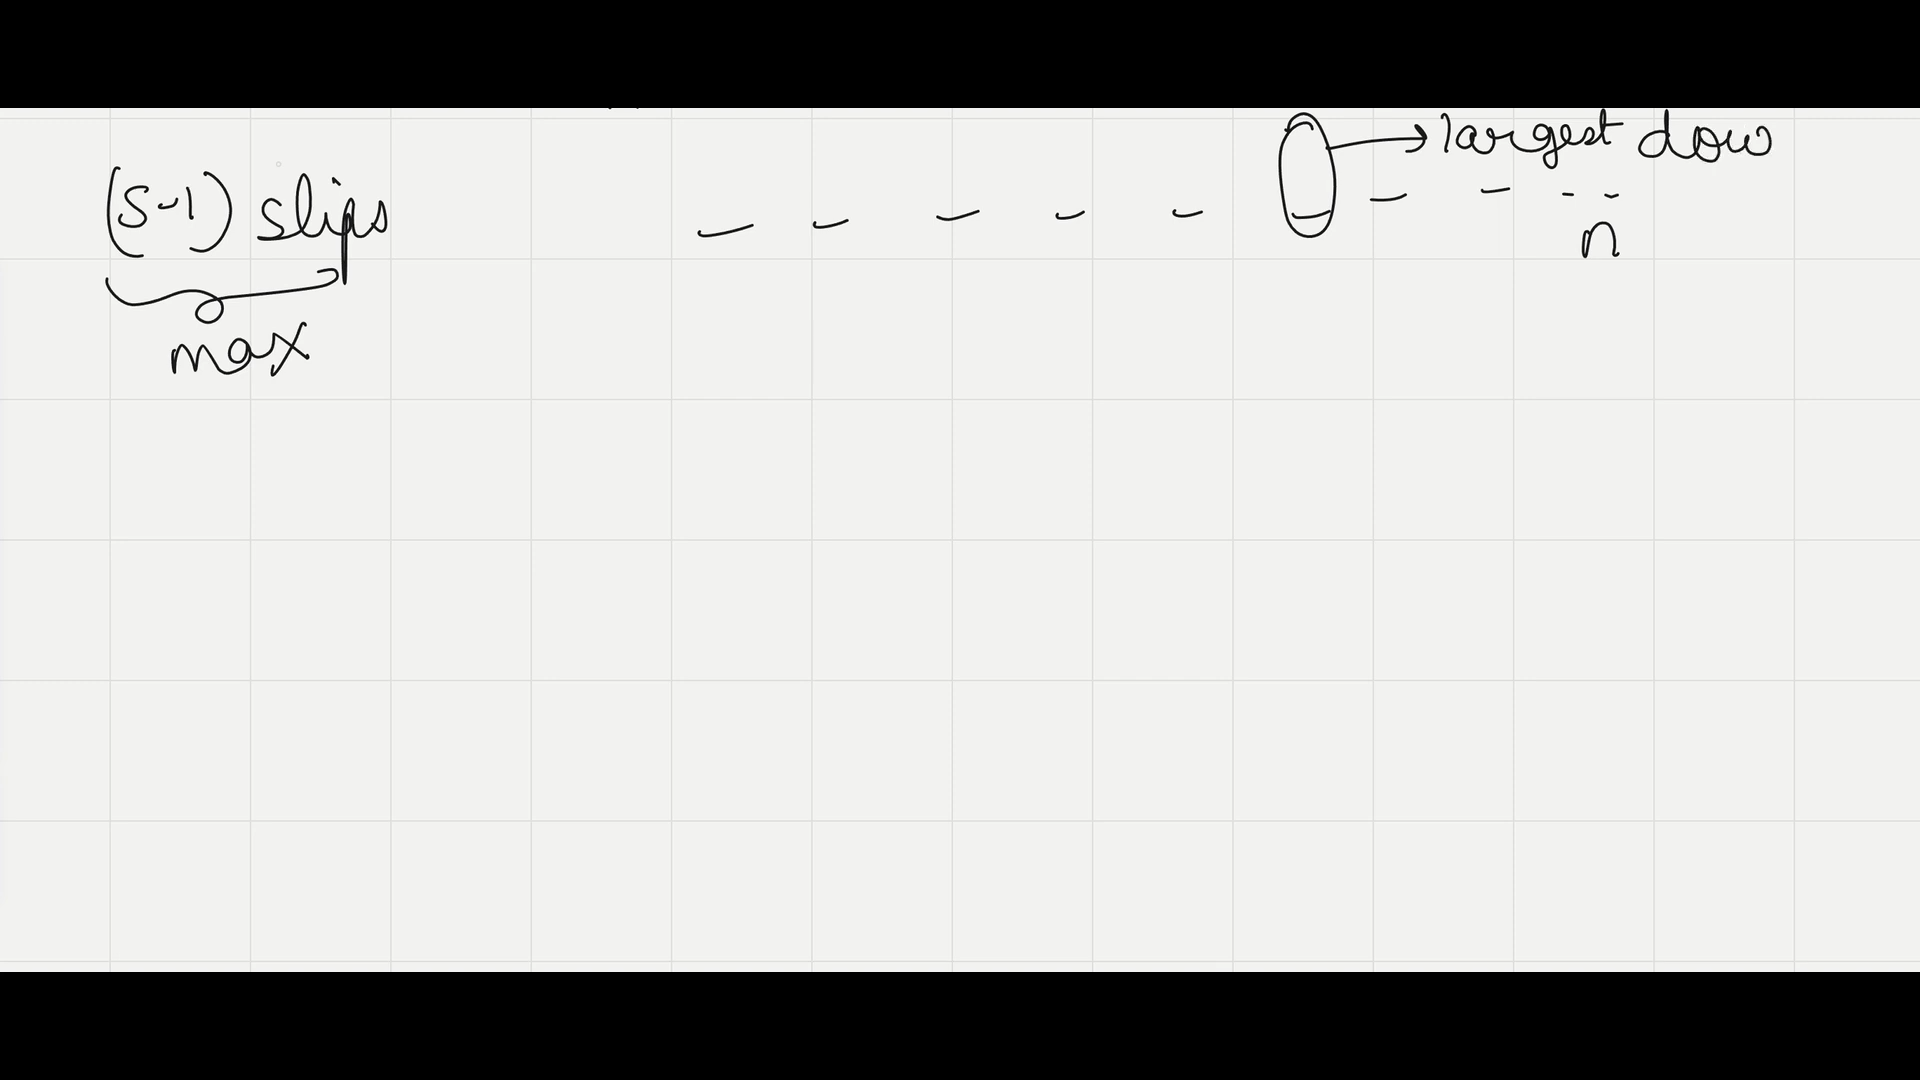 largest dow
(S-1) slips - - - - - - - - - -
n
max